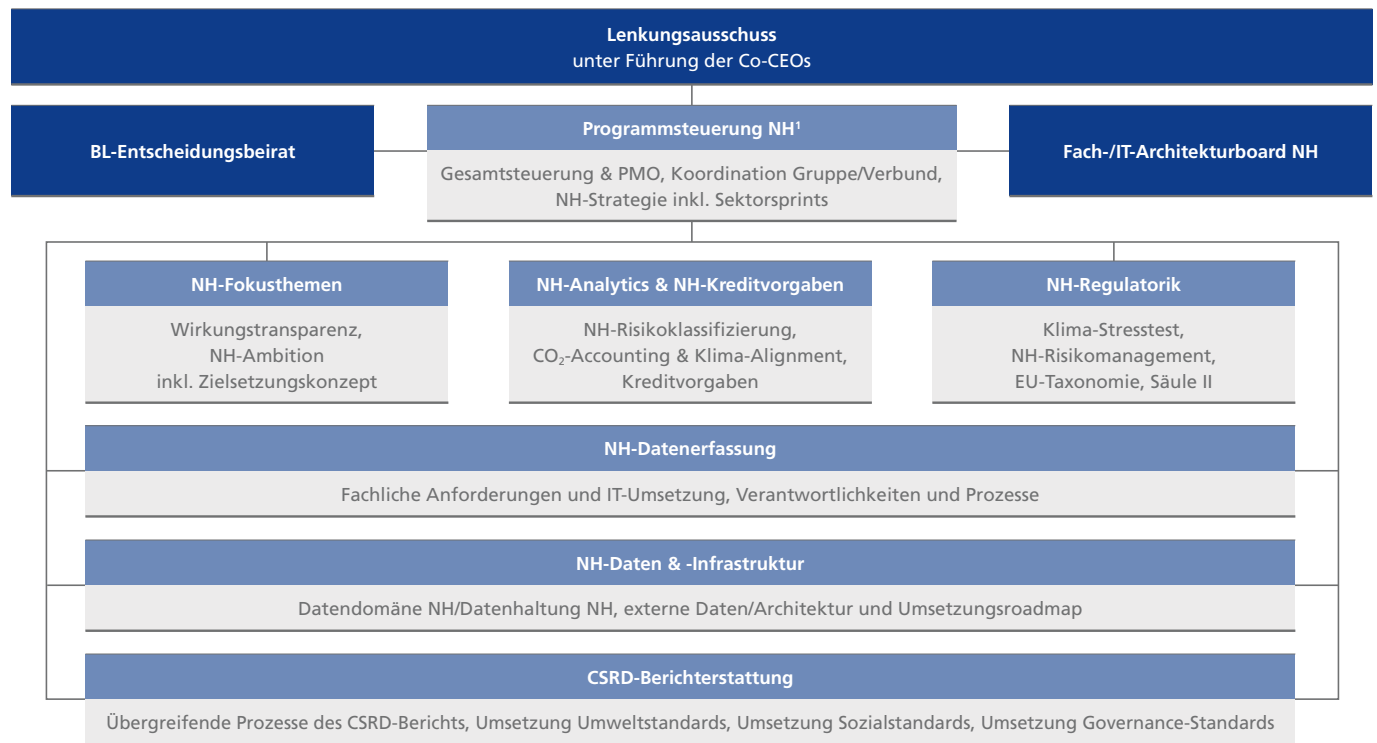 Lenkungsausschuss
unter Führung der Co-CEOs
BL-Entscheidungsbeirat
Programmsteuerung NH¹
Gesamtsteuerung & PMO, Koordination Gruppe/Verbund,
NH-Strategie inkl. Sektorsprints
Fach-/IT-Architekturboard NH
NH-Fokusthemen
Wirkungstransparenz,
NH-Ambition
inkl. Zielsetzungskonzept
NH-Analytics & NH-Kreditvorgaben
NH-Risikoklassifizierung,
CO₂-Accounting & Klima-Alignment,
Kreditvorgaben
NH-Regulatorik
Klima-Stresstest,
NH-Risikomanagement,
EU-Taxonomie, Säule II
NH-Datenerfassung
Fachliche Anforderungen und IT-Umsetzung, Verantwortlichkeiten und Prozesse
NH-Daten & -Infrastruktur
Datendomäne NH/Datenhaltung NH, externe Daten/Architektur und Umsetzungsroadmap
CSRD-Berichterstattung
Übergreifende Prozesse des CSRD-Berichts, Umsetzung Umweltstandards, Umsetzung Sozialstandards, Umsetzung Governance-Standards